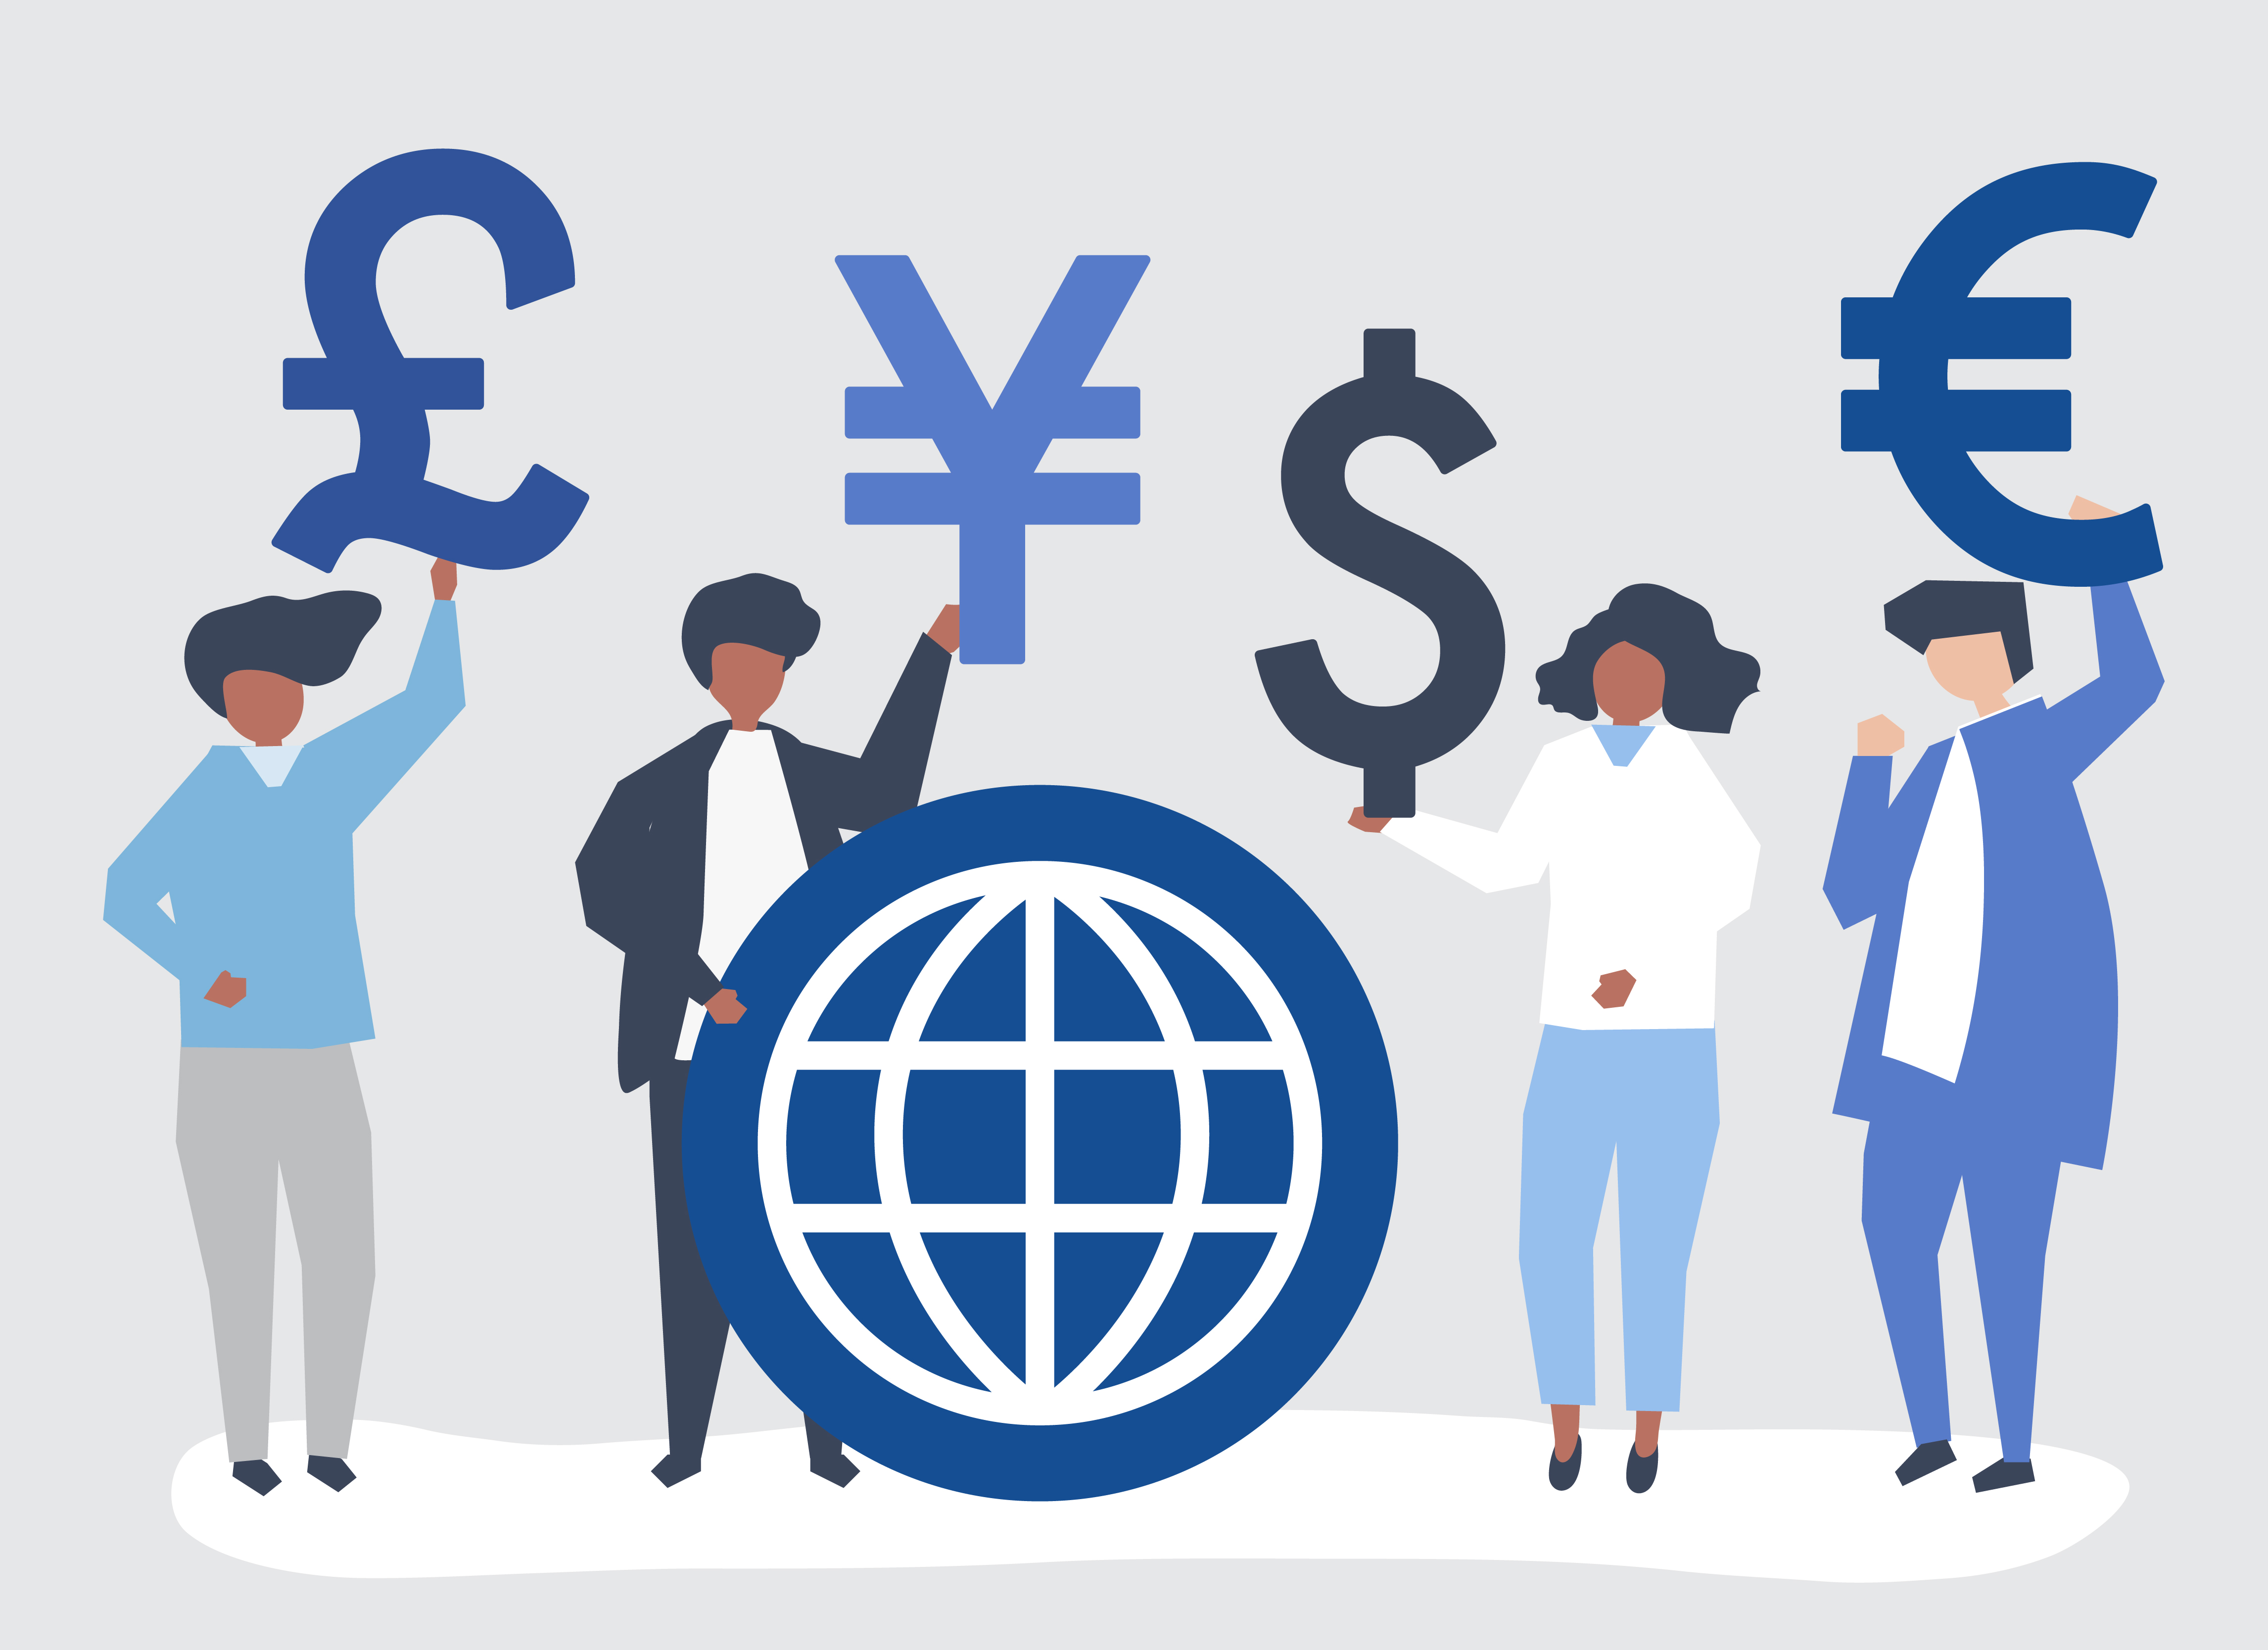 £ ¥ $ €